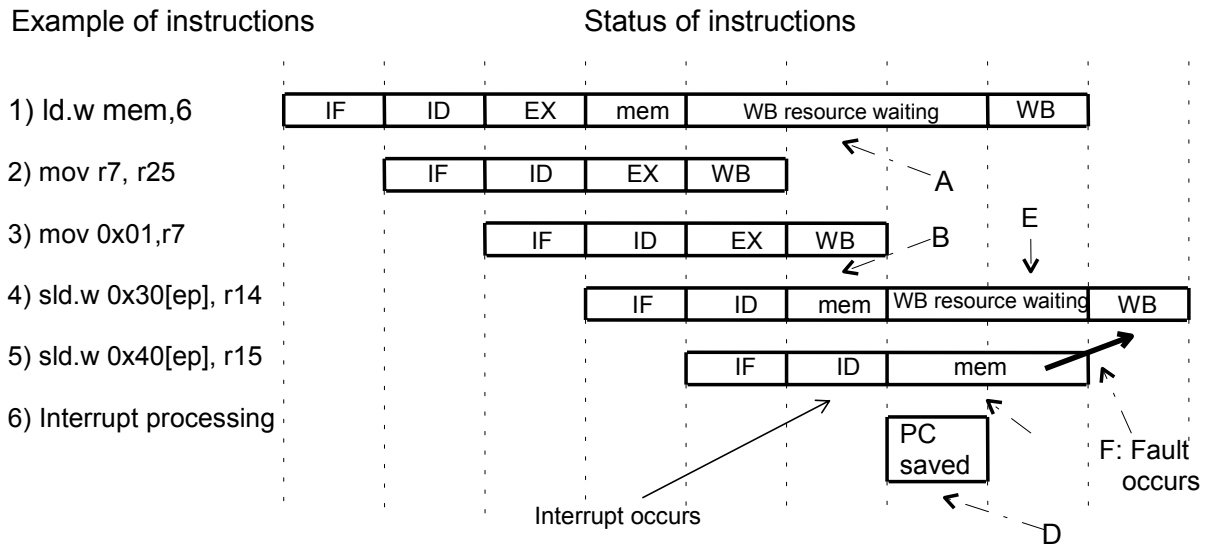 Example of instructions Status of instructions
1) ld.w mem,6 IF ID EX mem WB resource waiting WB
A
2) mov r7, r25 IF ID EX WB
E
3) mov 0x01,r7 IF ID EX WB
B
4) sld.w 0x30[ep], r14 IF ID mem WB resource waiting WB
5) sld.w 0x40[ep], r15 IF ID mem
6) Interrupt processing PC
saved
F: Fault
occurs
Interrupt occurs
D